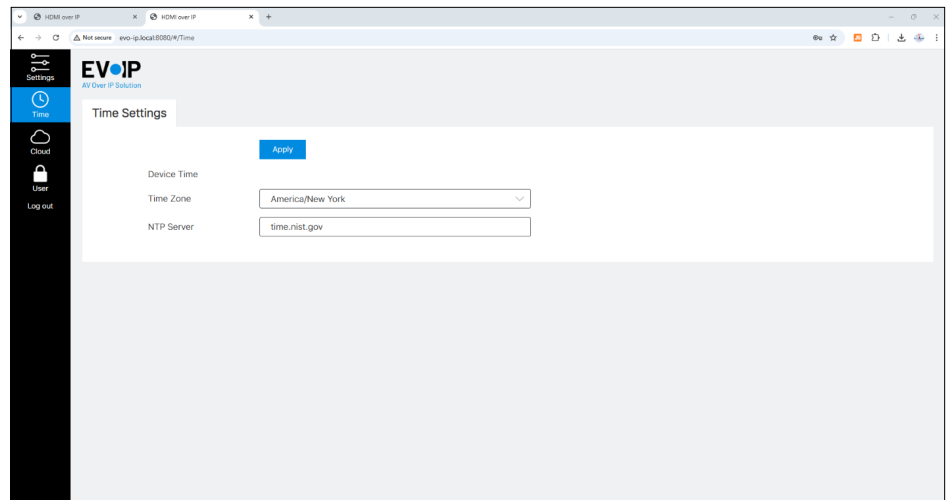 HDMI over IP
HDMI over IP
Not secure evo-ip.local:8080/#/Time
Settings
EVOIP
AV Over IP Solution
Time
Time Settings
Apply
Cloud
Device Time
User
Time Zone America/New York
Log out
NTP Server time.nist.gov